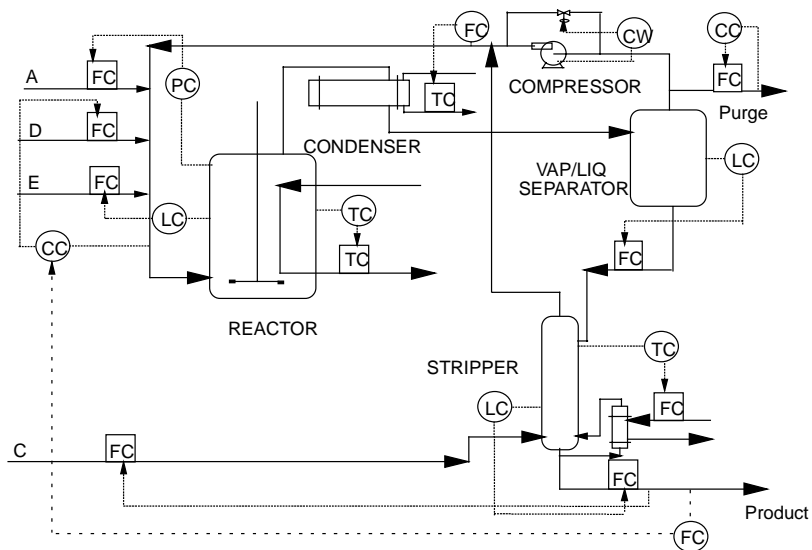 FC
CW
CC
A
FC
PC
FC
COMPRESSOR
TC
Purge
D
FC
CONDENSER
E
FC
VAP/LIQ
SEPARATOR
LC
LC
TC
CC
TC
FC
REACTOR
STRIPPER
TC
LC
FC
C
FC
FC
Product
FC